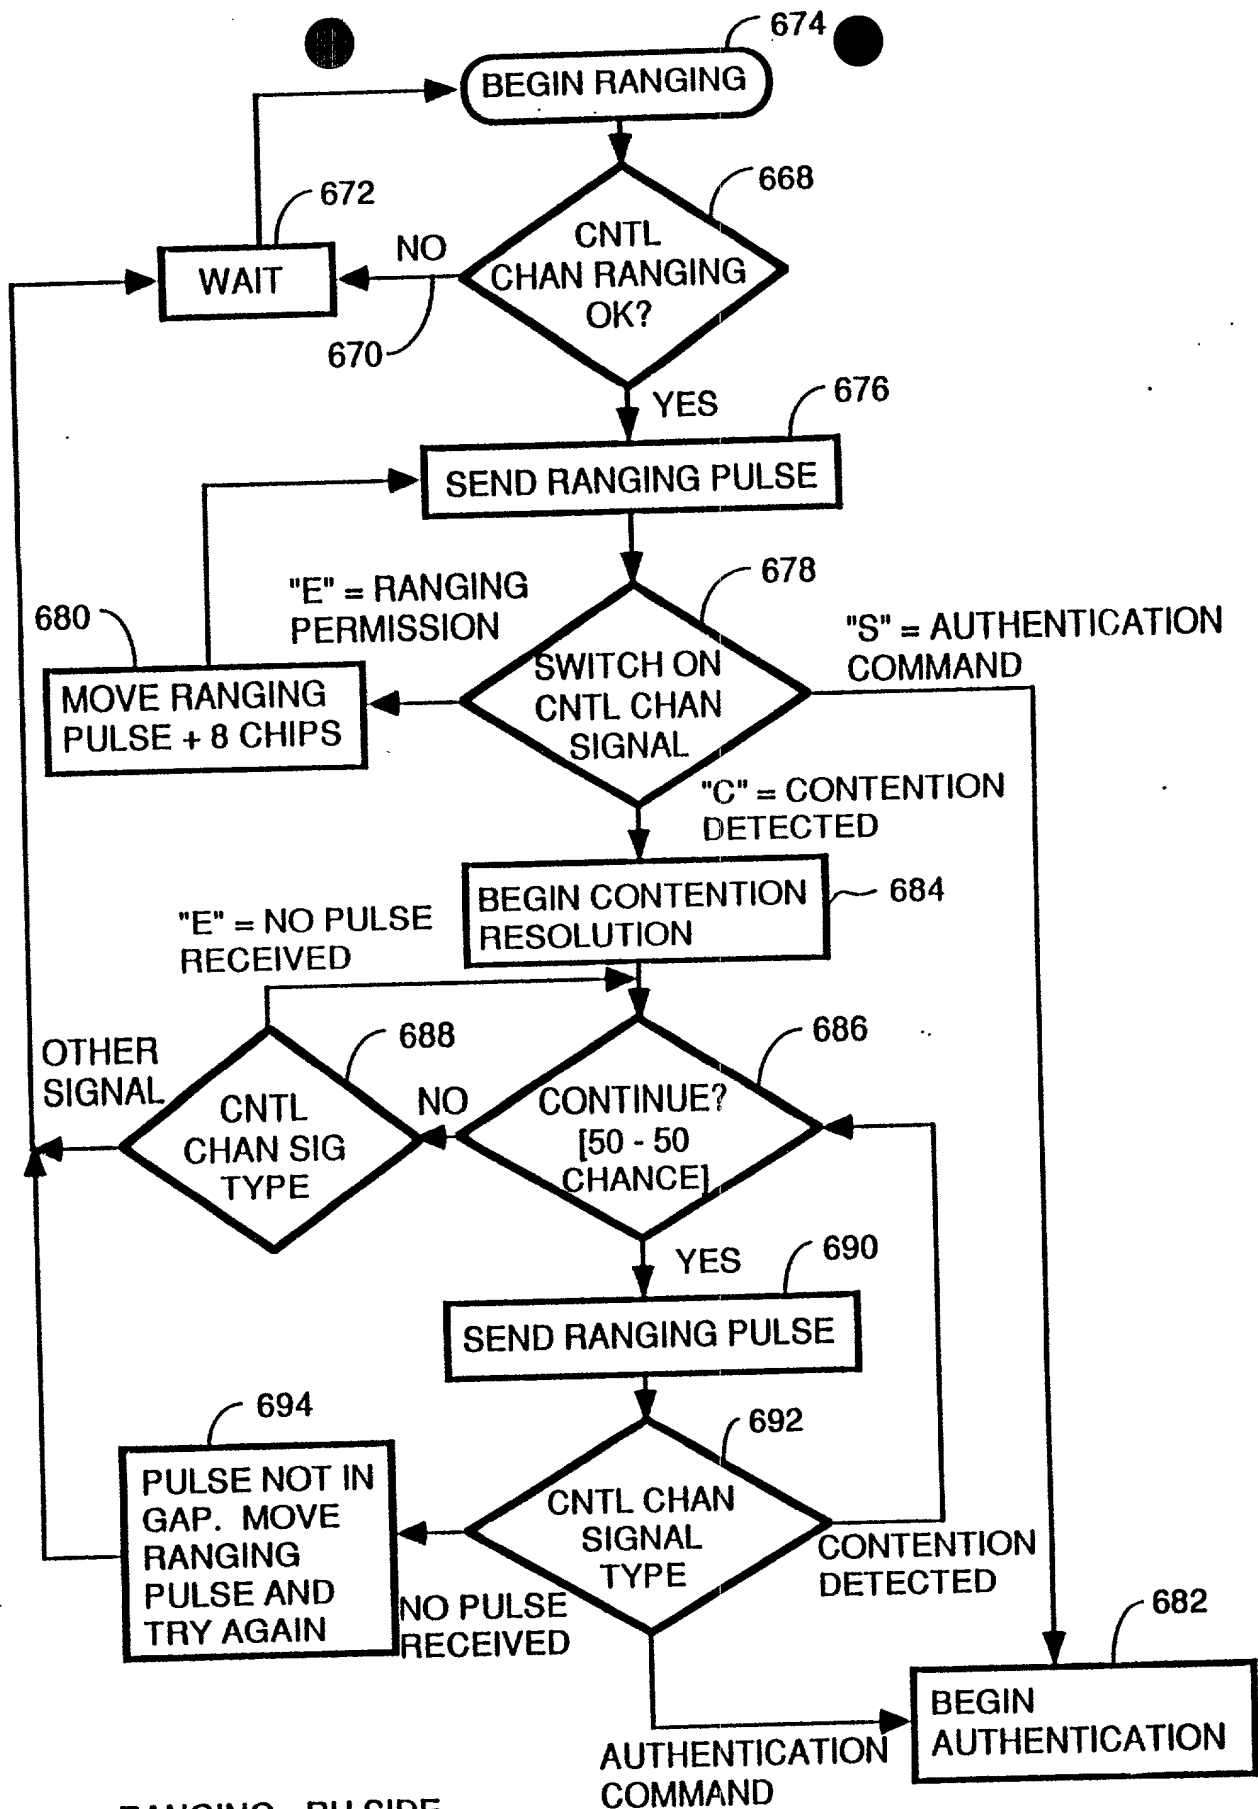 674
BEGIN RANGING
672
668
NO
CNTL
CHAN RANGING
OK?
WAIT
670
YES
676
SEND RANGING PULSE
"E" = RANGING
PERMISSION
678
680
"S" = AUTHENTICATION
COMMAND
MOVE RANGING
PULSE + 8 CHIPS
SWITCH ON
CNTL CHAN
SIGNAL
"C" = CONTENTION
DETECTED
BEGIN CONTENTION
RESOLUTION
684
"E" = NO PULSE
RECEIVED
688
686
OTHER
SIGNAL
CNTL
CHAN SIG
TYPE
NO
CONTINUE?
[50 - 50
CHANCE]
YES
690
SEND RANGING PULSE
694
692
PULSE NOT IN
GAP. MOVE
RANGING
PULSE AND
TRY AGAIN
CNTL CHAN
SIGNAL
TYPE
CONTENTION
DETECTED
NO PULSE
RECEIVED
682
BEGIN
AUTHENTICATION
AUTHENTICATION
COMMAND
RANGING - RU SIDE